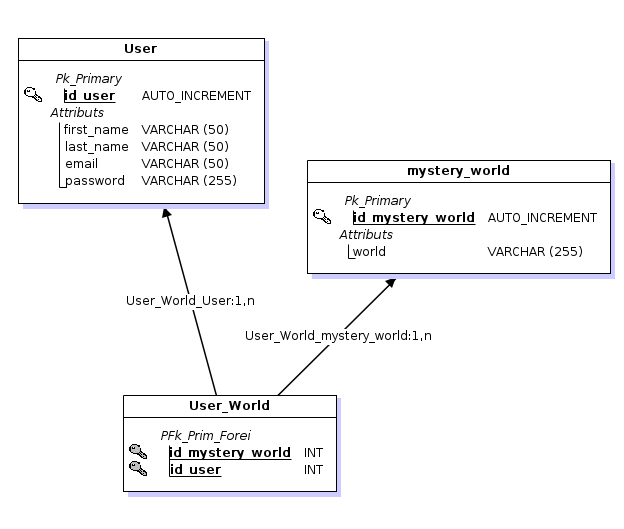 User
Pk_Primary
id_user AUTO_INCREMENT
Attributs
first_name VARCHAR (50)
last_name VARCHAR (50)
email VARCHAR (50)
password VARCHAR (255)
mystery_world
Pk_Primary
id_mystery_world AUTO_INCREMENT
Attributs
world VARCHAR (255)
User_World_User:1,n
User_World_mystery_world:1,n
User_World
PFk_Prim_Forei
id_mystery_world INT
id_user INT